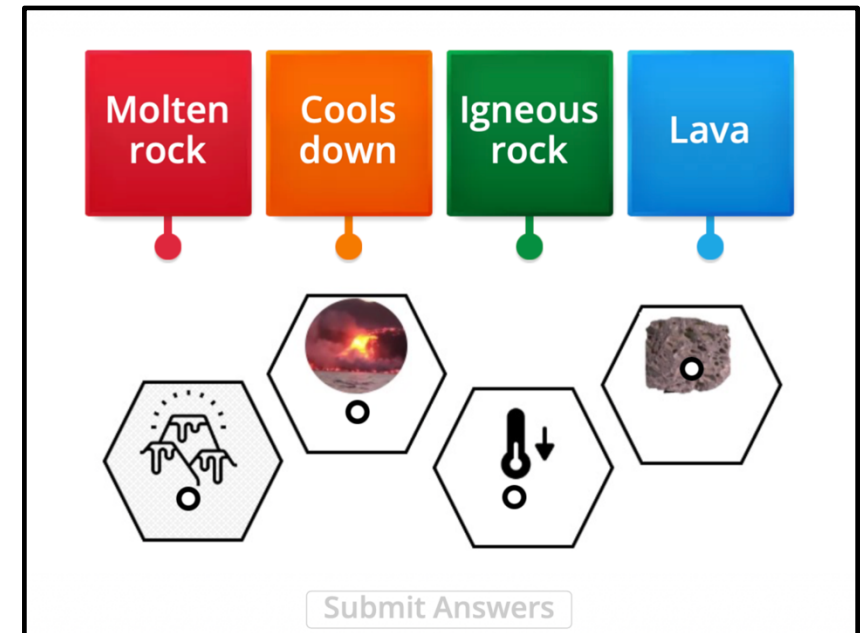 Molten
rock
Cools
down
Igneous
rock
Lava
Submit Answers